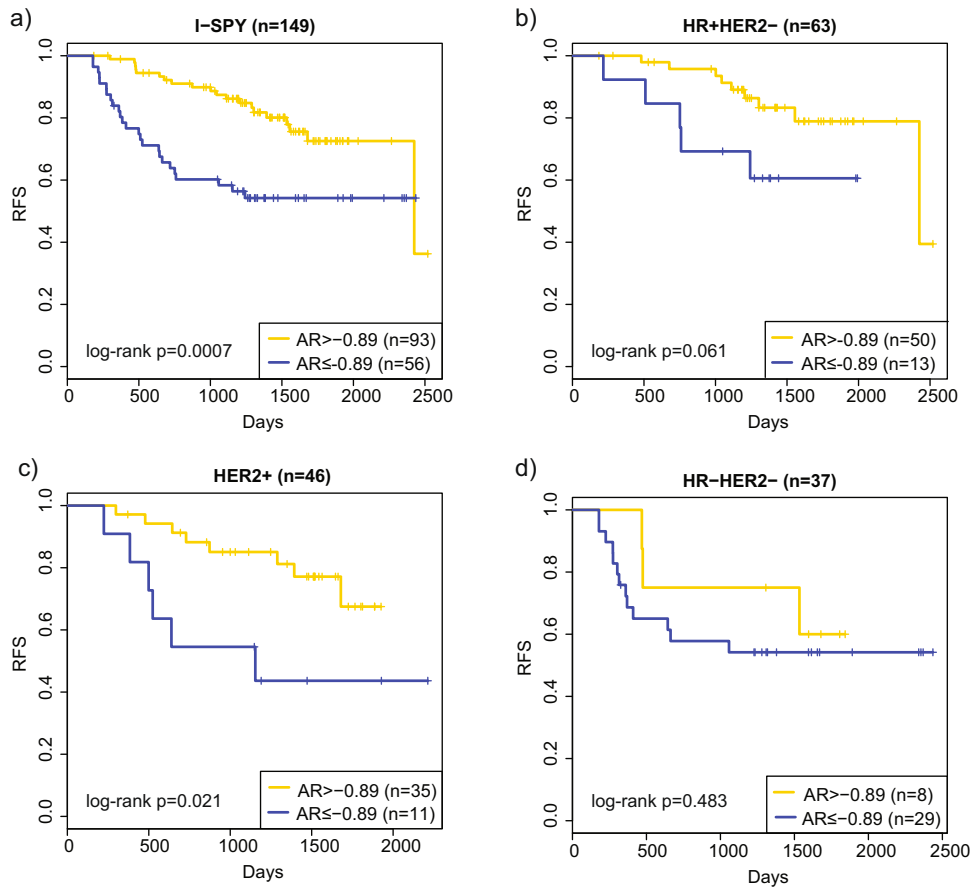 a)
I−SPY (n=149)
RFS
1.0
0.8
0.6
0.4
0.2
0.0
log-rank p=0.0007
AR>−0.89 (n=93)
AR≤-0.89 (n=56)
0 500 1000 1500 2000 2500
Days
b)
HR+HER2− (n=63)
RFS
1.0
0.8
0.6
0.4
0.2
0.0
log-rank p=0.061
AR>-0.89 (n=50)
AR≤-0.89 (n=13)
0 500 1000 1500 2000 2500
Days
c)
HER2+ (n=46)
RFS
1.0
0.8
0.6
0.4
0.2
0.0
log-rank p=0.021
AR>−0.89 (n=35)
AR≤−0.89 (n=11)
0 500 1000 1500 2000
Days
d)
HR−HER2− (n=37)
RFS
1.0
0.8
0.6
0.4
0.2
0.0
log-rank p=0.483
AR>−0.89 (n=8)
AR≤−0.89 (n=29)
0 500 1000 1500 2000 2500
Days